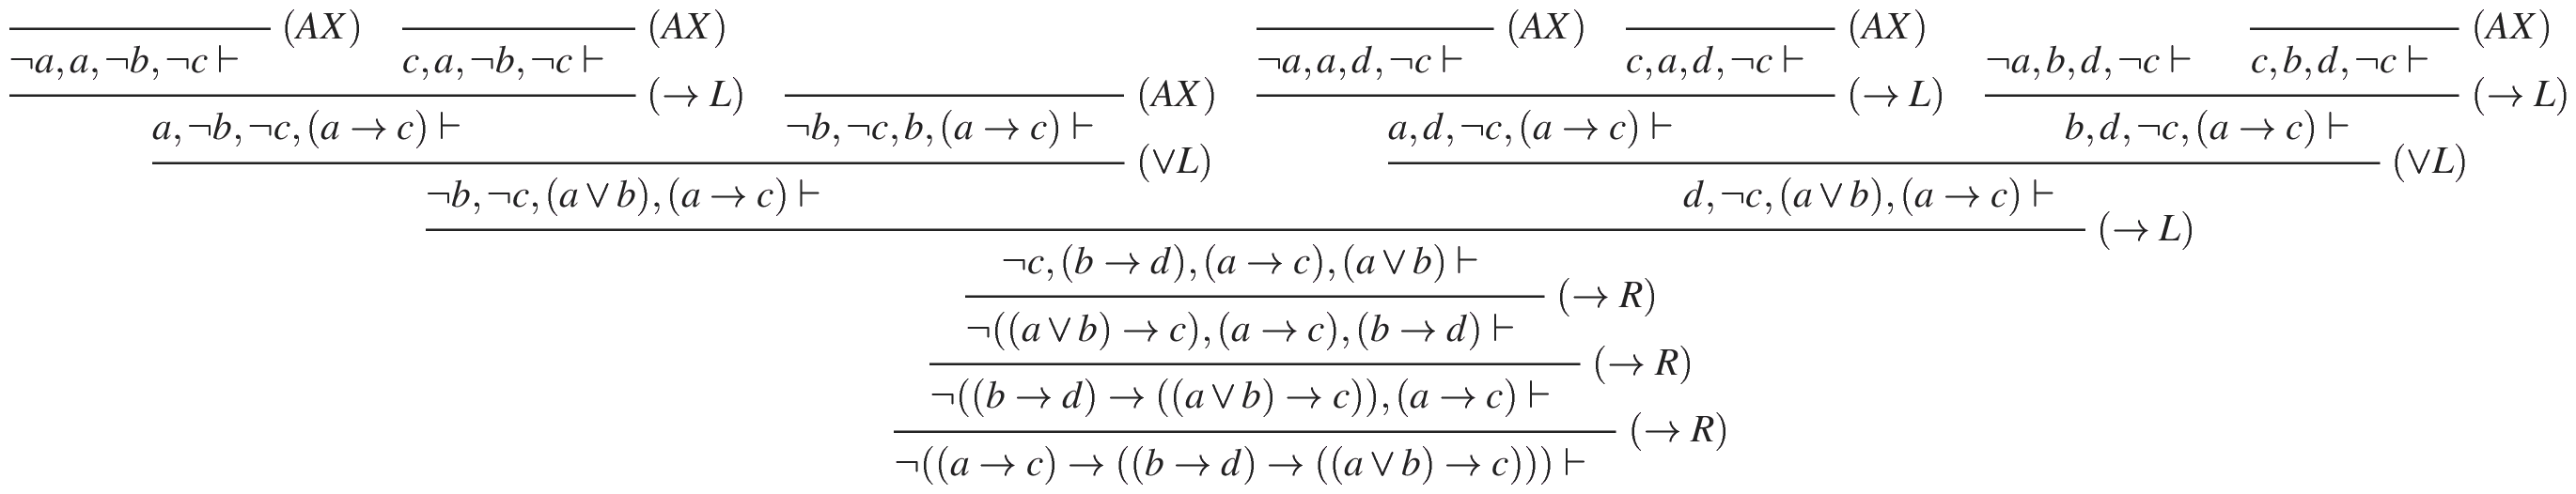 (AX) (AX) (AX) (AX) (AX)
¬a, a, ¬b, ¬c ⊢ c, a, ¬b, ¬c ⊢ ¬a, a, d, ¬c ⊢ c, a, d, ¬c ⊢ ¬a, b, d, ¬c ⊢ c, b, d, ¬c ⊢
(→ L) (AX) (→ L) (→ L)
a, ¬b, ¬c, (a → c) ⊢ ¬b, ¬c, b, (a → c) ⊢ a, d, ¬c, (a → c) ⊢ b, d, ¬c, (a → c) ⊢
(∨L) (∨L)
¬b, ¬c, (a ∨ b), (a → c) ⊢ d, ¬c, (a ∨ b), (a → c) ⊢
(→ L)
¬c, (b → d), (a → c), (a ∨ b) ⊢
(→ R)
¬((a ∨ b) → c), (a → c), (b → d) ⊢
(→ R)
¬((b → d) → ((a ∨ b) → c)), (a → c) ⊢
(→ R)
¬((a → c) → ((b → d) → ((a ∨ b) → c))) ⊢